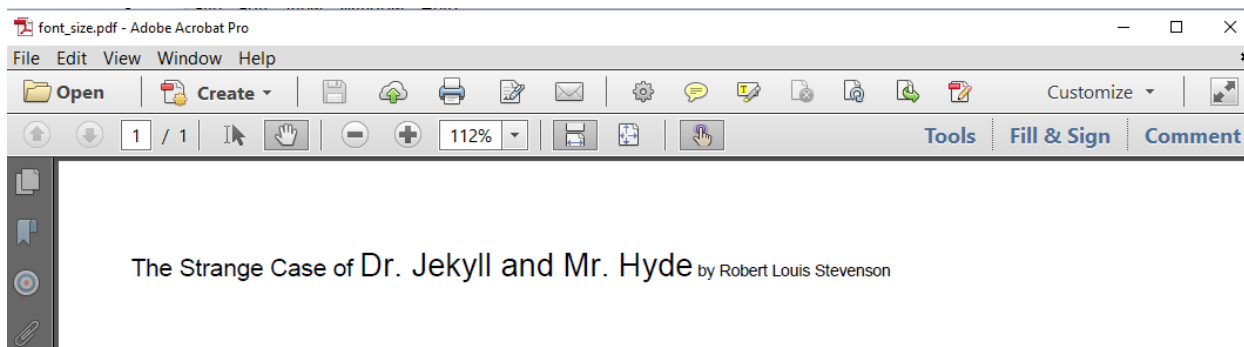 font_size.pdf - Adobe Acrobat Pro
File Edit View Window Help
Open Create Customize
1 / 1 112% Tools Fill & Sign Comment
The Strange Case of Dr. Jekyll and Mr. Hyde by Robert Louis Stevenson